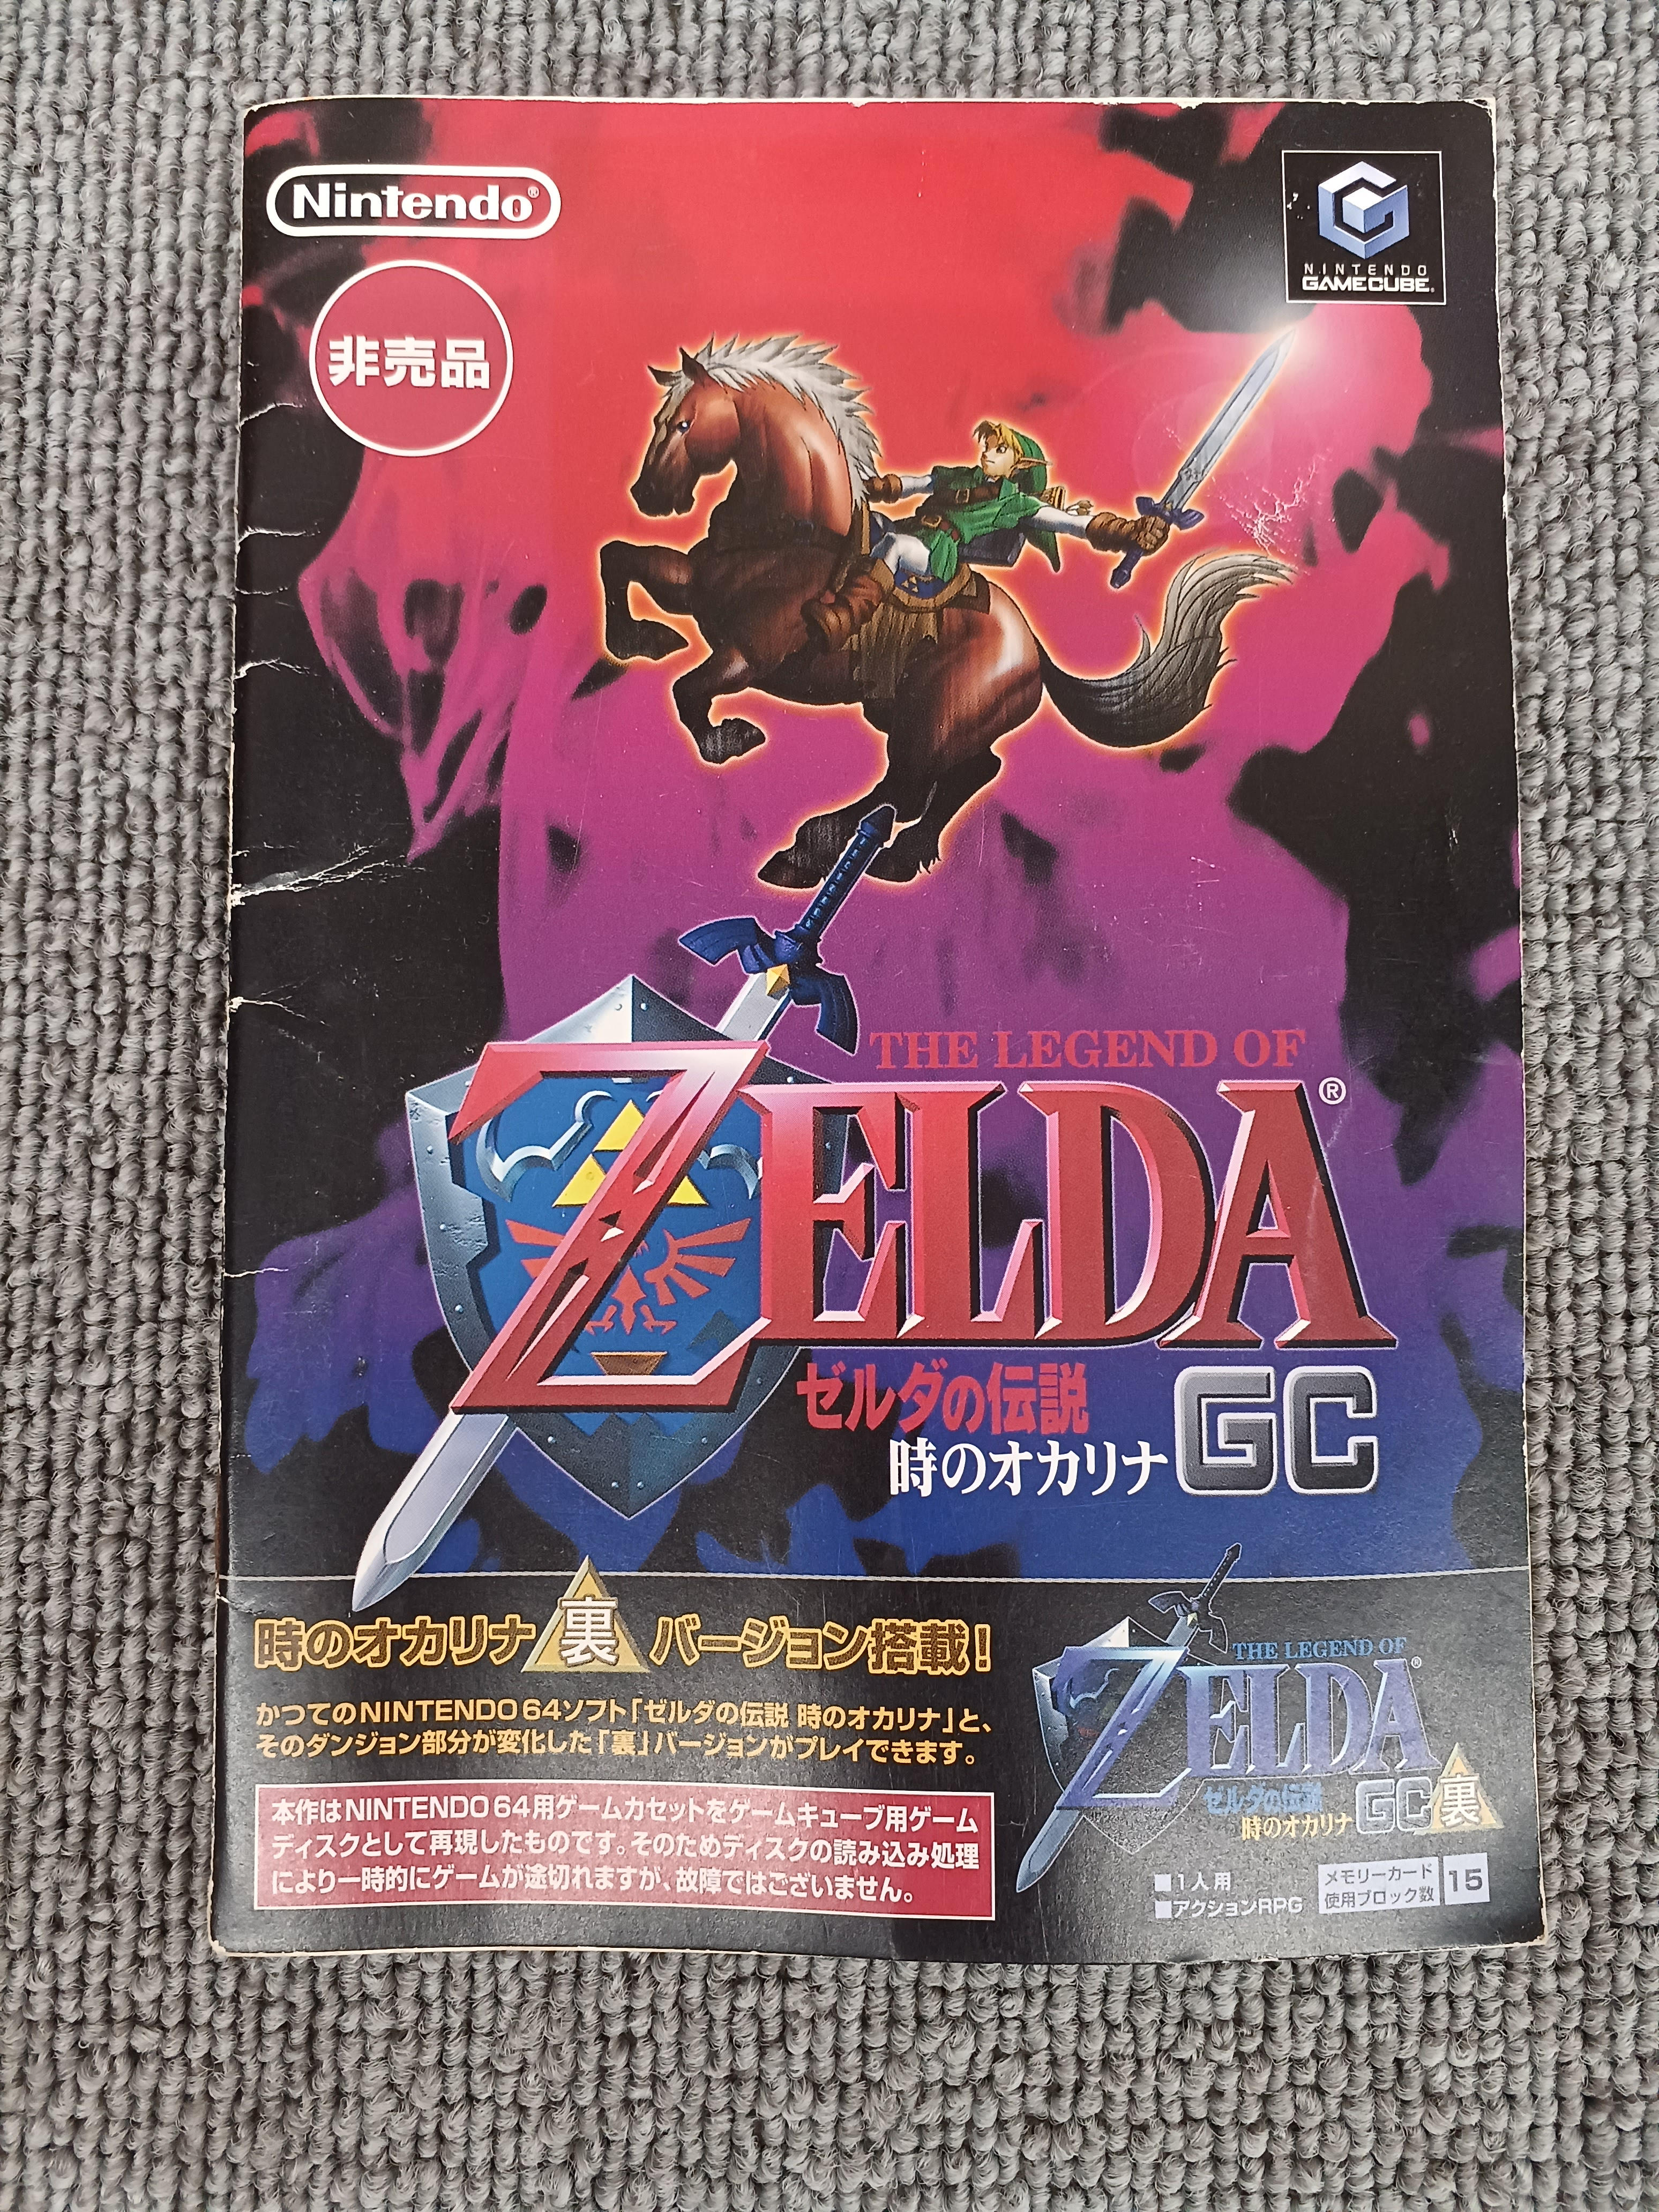 Nintendo®
NINTENDO
GAMECUBE®
非売品
THE LEGEND OF
ZELDA®
ゼルダの伝説
時のオカリナ GC
時のオカリナ 裏 バージョン搭載！
かつてのNINTENDO64ソフト「ゼルダの伝説 時のオカリナ」と、
そのダンジョン部分が変化した「裏」バージョンがプレイできます。
本作はNINTENDO64用ゲームカセットをゲームキューブ用ゲーム
ディスクとして再現したものです。そのためディスクの読み込み処理
により一時的にゲームが途切れますが、故障ではございません。
THE LEGEND OF
ZELDA®
ゼルダの伝説
時のオカリナ GC 裏
■1人用
■アクションRPG
メモリーカード
使用ブロック数 15